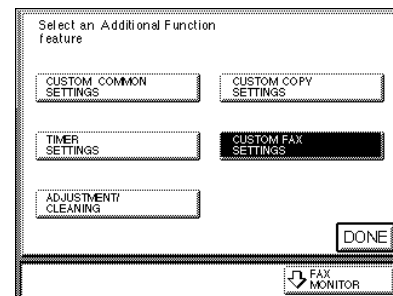 Select an Additional Function
feature
CUSTOM COMMON
SETTINGS
CUSTOM COPY
SETTINGS
TIMER
SETTINGS
CUSTOM FAX
SETTINGS
ADJUSTMENT/
CLEANING
DONE
FAX
MONITOR